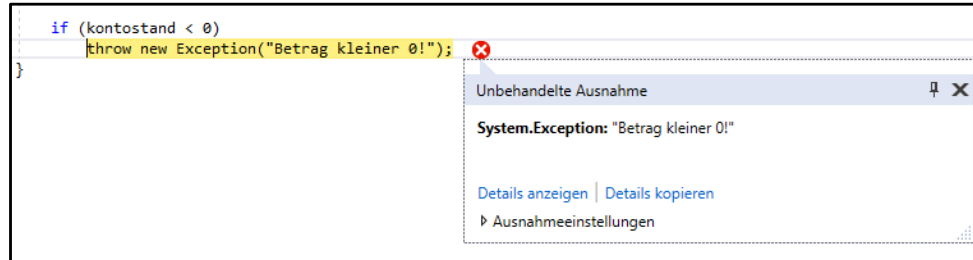 if (kontostand < 0)
throw new Exception("Betrag kleiner 0!");
}
Unbehandelte Ausnahme
System.Exception: "Betrag kleiner 0!"
Details anzeigen | Details kopieren
Ausnahmeeinstellungen